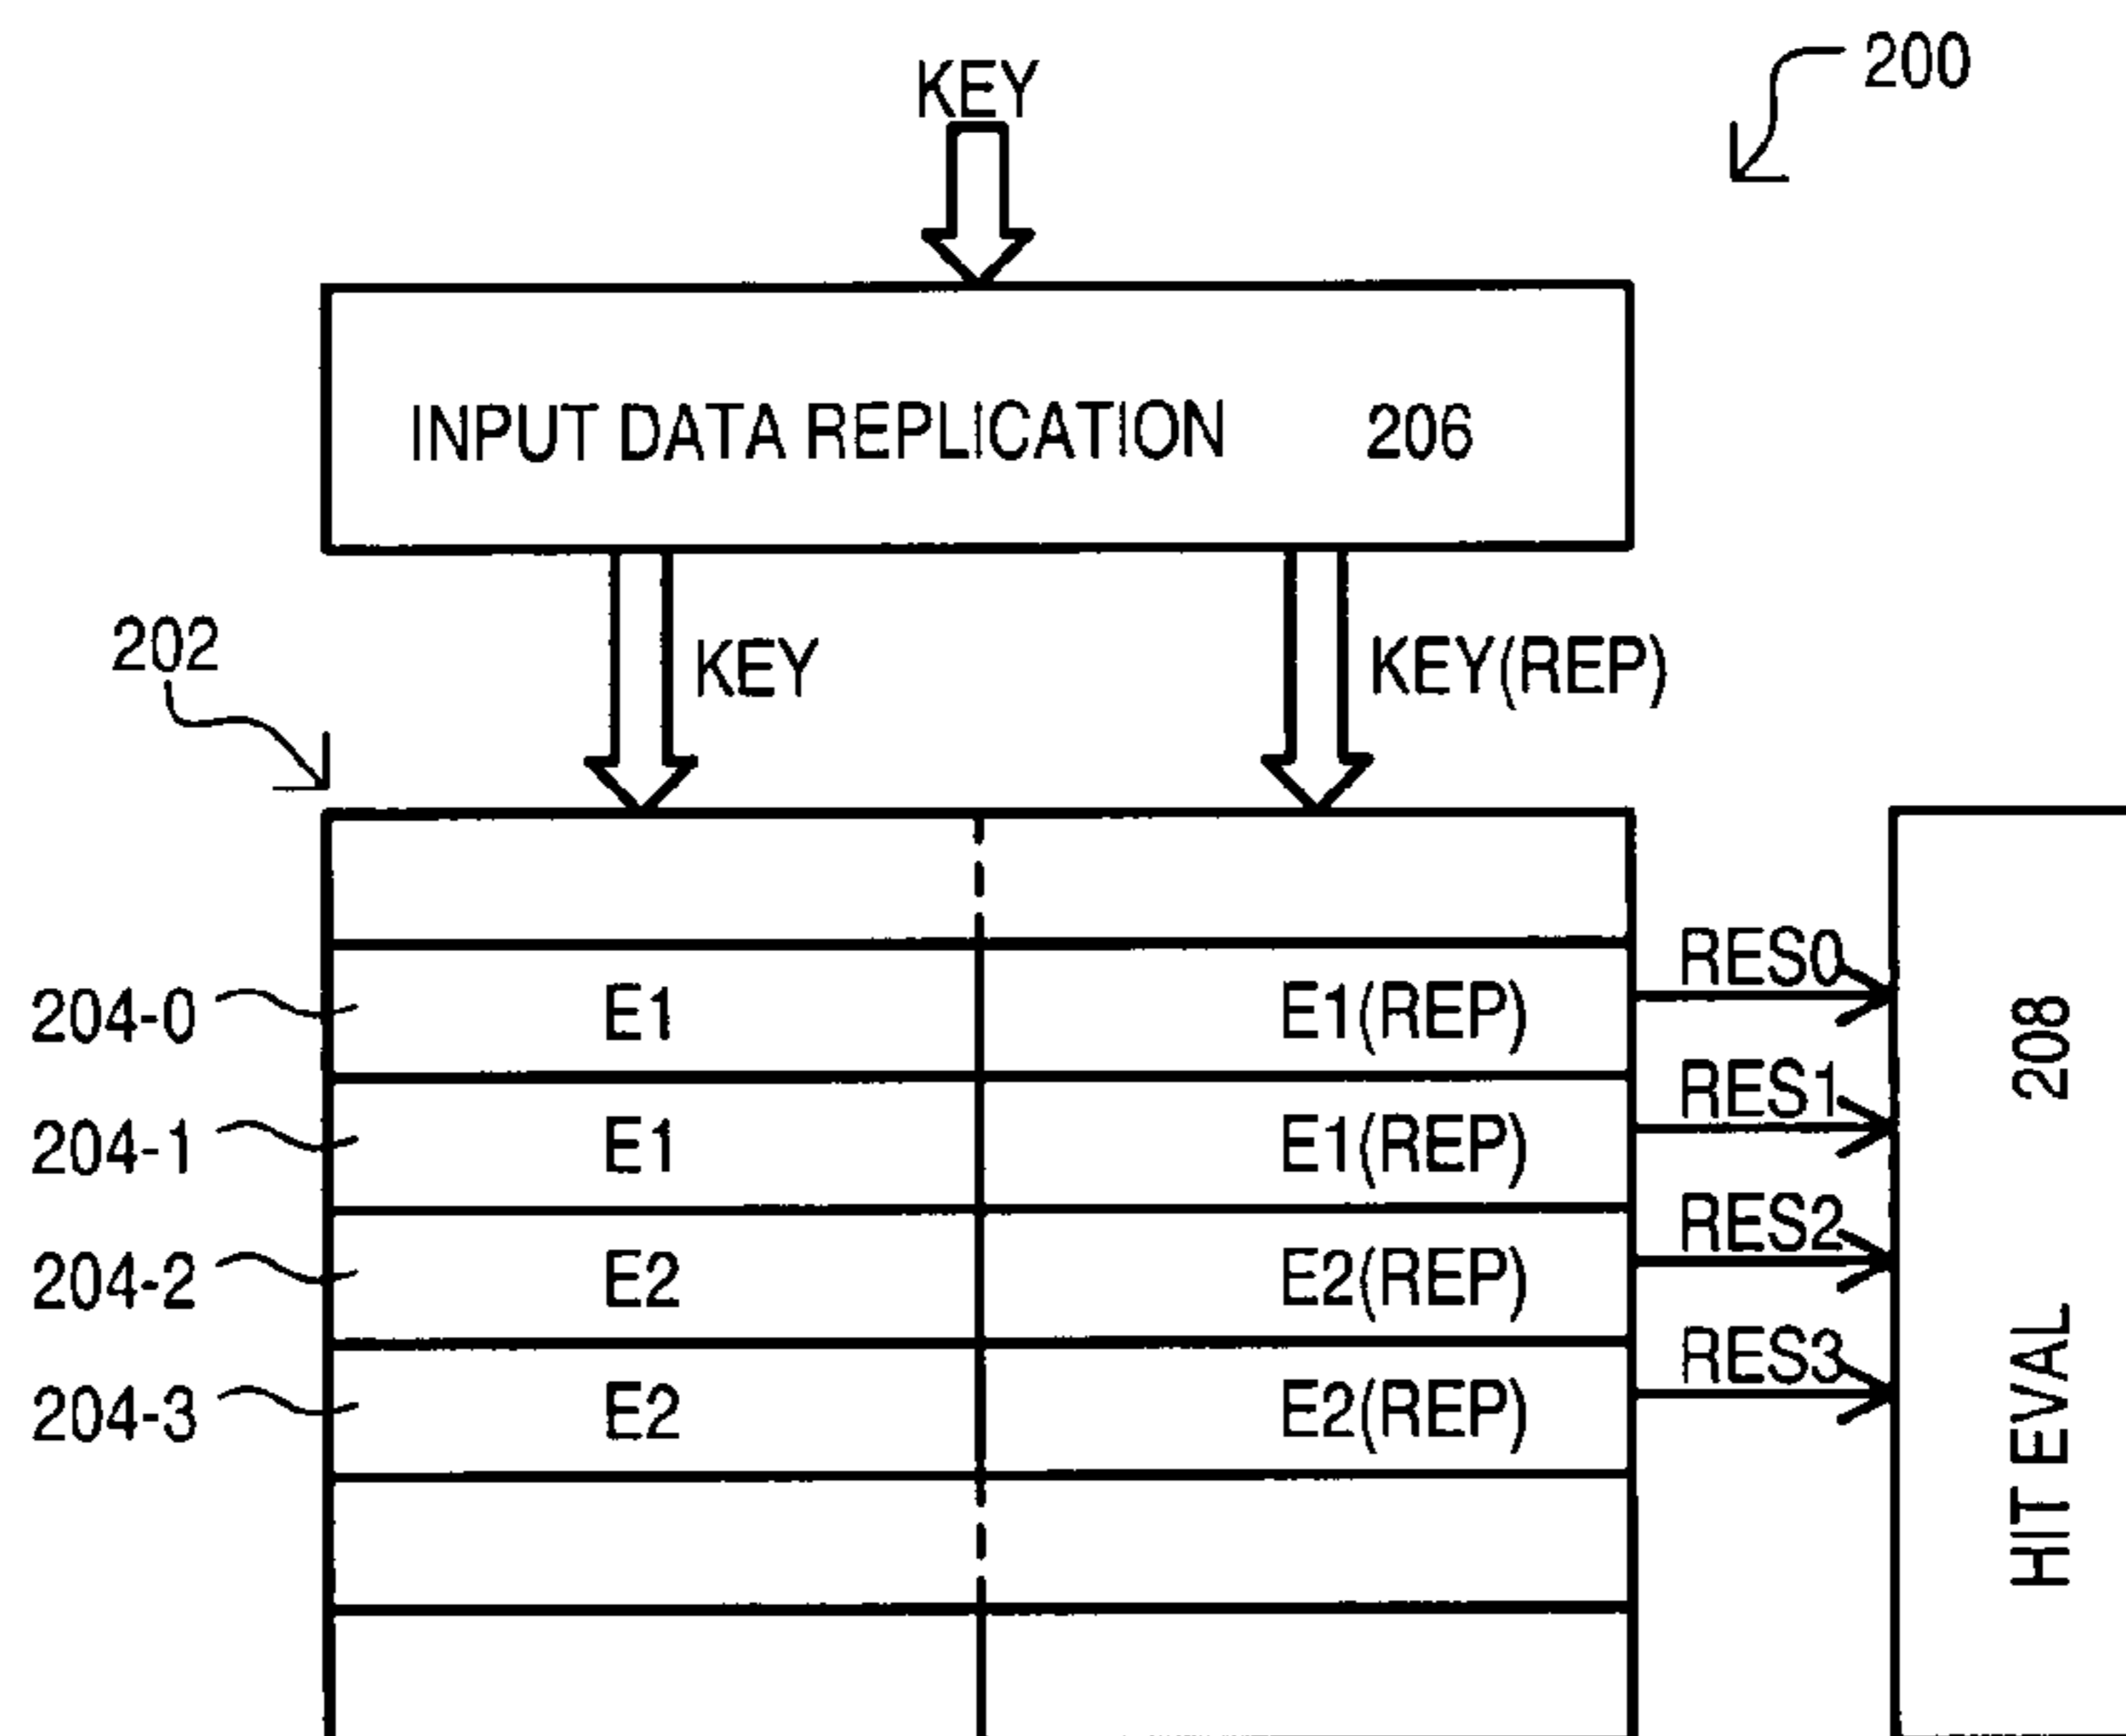 KEY
200
INPUT DATA REPLICATION 206
202
KEY
KEY(REP)
204-0 E1 E1(REP) RES0
204-1 E1 E1(REP) RES1
204-2 E2 E2(REP) RES2
204-3 E2 E2(REP) RES3
HIT EVAL 208